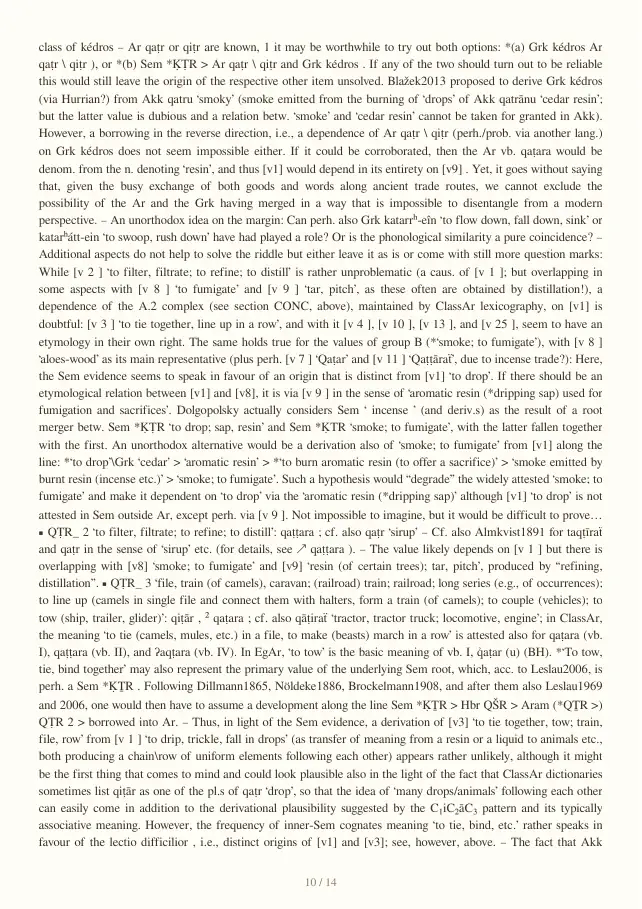 class of kédros – Ar qaṭr or qiṭr are known, 1 it may be worthwhile to try out both options: *(a) Grk kédros Ar
qaṭr \ qiṭr ), or *(b) Sem *ḲṬR > Ar qaṭr \ qiṭr and Grk kédros . If any of the two should turn out to be reliable
this would still leave the origin of the respective other item unsolved. Blažek2013 proposed to derive Grk kédros
(via Hurrian?) from Akk qatru ‘smoky’ (smoke emitted from the burning of ‘drops’ of Akk qatrānu ‘cedar resin’;
but the latter value is dubious and a relation betw. ‘smoke’ and ‘cedar resin’ cannot be taken for granted in Akk).
However, a borrowing in the reverse direction, i.e., a dependence of Ar qaṭr \ qiṭr (perh./prob. via another lang.)
on Grk kédros does not seem impossible either. If it could be corroborated, then the Ar vb. qaṭara would be
denom. from the n. denoting ‘resin’, and thus [v1] would depend in its entirety on [v9] . Yet, it goes without saying
that, given the busy exchange of both goods and words along ancient trade routes, we cannot exclude the
possibility of the Ar and the Grk having merged in a way that is impossible to disentangle from a modern
perspective. – An unorthodox idea on the margin: Can perh. also Grk katarrʰ-eîn ‘to flow down, fall down, sink’ or
katarʰátt-ein ‘to swoop, rush down’ have had played a role? Or is the phonological similarity a pure coincidence? –
Additional aspects do not help to solve the riddle but either leave it as is or come with still more question marks:
While [v 2 ] ‘to filter, filtrate; to refine; to distill’ is rather unproblematic (a caus. of [v 1 ]; but overlapping in
some aspects with [v 8 ] ‘to fumigate’ and [v 9 ] ‘tar, pitch’, as these often are obtained by distillation!), a
dependence of the A.2 complex (see section CONC, above), maintained by ClassAr lexicography, on [v1] is
doubtful: [v 3 ] ‘to tie together, line up in a row’, and with it [v 4 ], [v 10 ], [v 13 ], and [v 25 ], seem to have an
etymology in their own right. The same holds true for the values of group B (*‘smoke; to fumigate’), with [v 8 ]
‘aloes-wood’ as its main representative (plus perh. [v 7 ] ‘Qaṭar’ and [v 11 ] ‘Qaṭṭāraẗ’, due to incense trade?): Here,
the Sem evidence seems to speak in favour of an origin that is distinct from [v1] ‘to drop’. If there should be an
etymological relation between [v1] and [v8], it is via [v 9 ] in the sense of ‘aromatic resin (*dripping sap) used for
fumigation and sacrifices’. Dolgopolsky actually considers Sem ‘ incense ’ (and deriv.s) as the result of a root
merger betw. Sem *ḲṬR ‘to drop; sap, resin’ and Sem *ḲṬR ‘smoke; to fumigate’, with the latter fallen together
with the first. An unorthodox alternative would be a derivation also of ‘smoke; to fumigate’ from [v1] along the
line: *‘to drop’\Grk ‘cedar’ > ‘aromatic resin’ > *‘to burn aromatic resin (to offer a sacrifice)’ > ‘smoke emitted by
burnt resin (incense etc.)’ > ‘smoke; to fumigate’. Such a hypothesis would “degrade” the widely attested ‘smoke; to
fumigate’ and make it dependent on ‘to drop’ via the ‘aromatic resin (*dripping sap)’ although [v1] ‘to drop’ is not
attested in Sem outside Ar, except perh. via [v 9 ]. Not impossible to imagine, but it would be difficult to prove…
▪ QṬR_ 2 ‘to filter, filtrate; to refine; to distill’: qaṭṭara ; cf. also qaṭr ‘sirup’ – Cf. also Almkvist1891 for taqṭīraẗ
and qaṭr in the sense of ‘sirup’ etc. (for details, see ↗ qaṭṭara ). – The value likely depends on [v 1 ] but there is
overlapping with [v8] ‘smoke; to fumigate’ and [v9] ‘resin (of certain trees); tar, pitch’, produced by “refining,
distillation”. ▪ QṬR_ 3 ‘file, train (of camels), caravan; (railroad) train; railroad; long series (e.g., of occurrences);
to line up (camels in single file and connect them with halters, form a train (of camels); to couple (vehicles); to
tow (ship, trailer, glider)’: qiṭār , ² qaṭara ; cf. also qāṭiraẗ ‘tractor, tractor truck; locomotive, engine’; in ClassAr,
the meaning ‘to tie (camels, mules, etc.) in a file, to make (beasts) march in a row’ is attested also for qaṭara (vb.
I), qaṭṭara (vb. II), and ʔaqṭara (vb. IV). In EgAr, ‘to tow’ is the basic meaning of vb. I, q̇aṭar (u) (BH). *‘To tow,
tie, bind together’ may also represent the primary value of the underlying Sem root, which, acc. to Leslau2006, is
perh. a Sem *ḲṬR . Following Dillmann1865, Nöldeke1886, Brockelmann1908, and after them also Leslau1969
and 2006, one would then have to assume a development along the line Sem *ḲṬR > Hbr QŠR > Aram (*QṬR >)
QṬR 2 > borrowed into Ar. – Thus, in light of the Sem evidence, a derivation of [v3] ‘to tie together, tow; train,
file, row’ from [v 1 ] ‘to drip, trickle, fall in drops’ (as transfer of meaning from a resin or a liquid to animals etc.,
both producing a chain\row of uniform elements following each other) appears rather unlikely, although it might
be the first thing that comes to mind and could look plausible also in the light of the fact that ClassAr dictionaries
sometimes list qiṭār as one of the pl.s of qaṭr ‘drop’, so that the idea of ‘many drops/animals’ following each other
can easily come in addition to the derivational plausibility suggested by the C₁iC₂āC₃ pattern and its typically
associative meaning. However, the frequency of inner-Sem cognates meaning ‘to tie, bind, etc.’ rather speaks in
favour of the lectio difficilior , i.e., distinct origins of [v1] and [v3]; see, however, above. – The fact that Akk
10 / 14